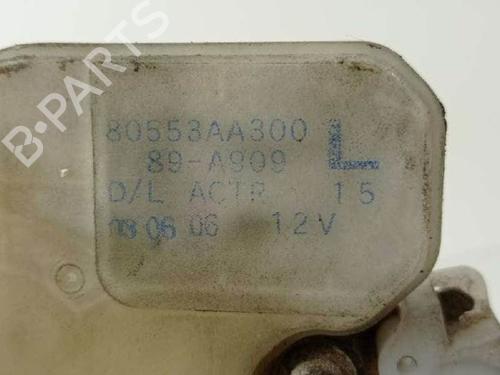 B-PARTS
80553AA300
89-A909 L
D/L ACTR 15
06 06 12V